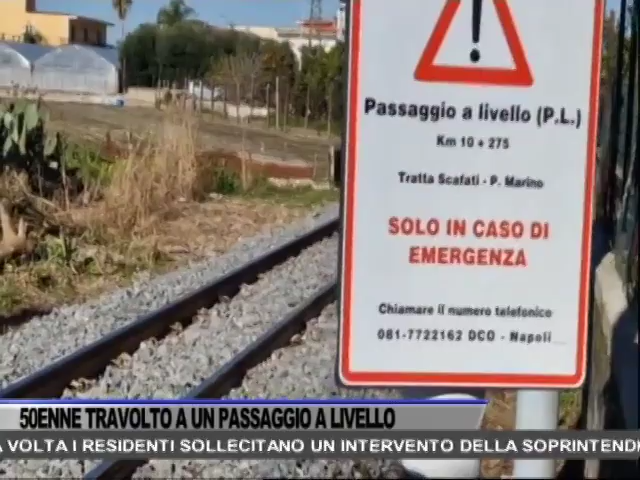 Passaggio a livello (P.L.)
Km 10 + 275
Tratta Scafati - P. Marino
SOLO IN CASO DI
EMERGENZA
Chiamare il numero telefonico
081-7722162 DCO - Napoli
50ENNE TRAVOLTO A UN PASSAGGIO A LIVELLO
A VOLTA I RESIDENTI SOLLECITANO UN INTERVENTO DELLA